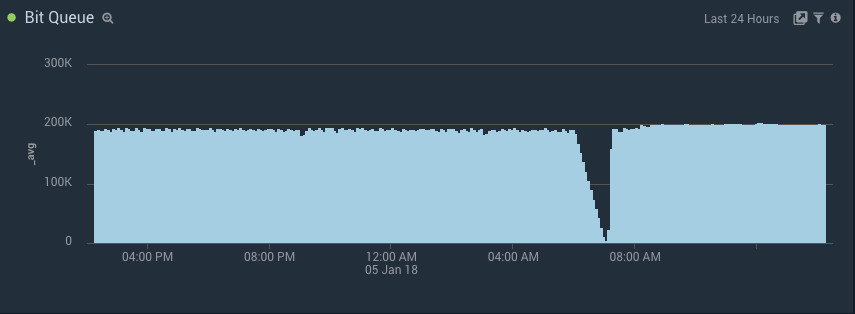 Bit Queue
Last 24 Hours
300K
200K
100K
0
_avg
04:00 PM
08:00 PM
12:00 AM
05 Jan 18
04:00 AM
08:00 AM